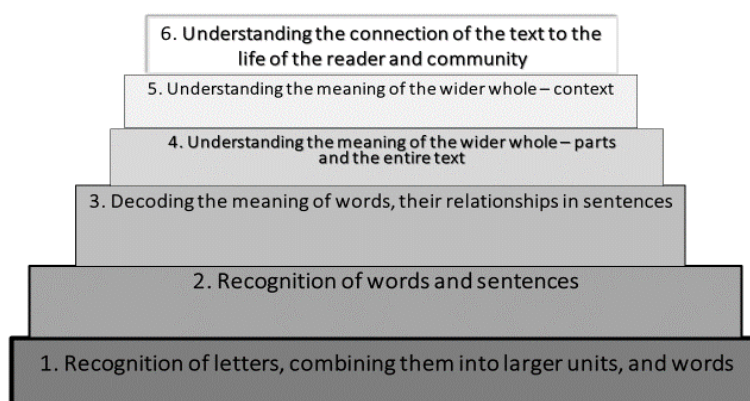 6. Understanding the connection of the text to the
life of the reader and community
5. Understanding the meaning of the wider whole – context
4. Understanding the meaning of the wider whole – parts
and the entire text
3. Decoding the meaning of words, their relationships in sentences
2. Recognition of words and sentences
1. Recognition of letters, combining them into larger units, and words